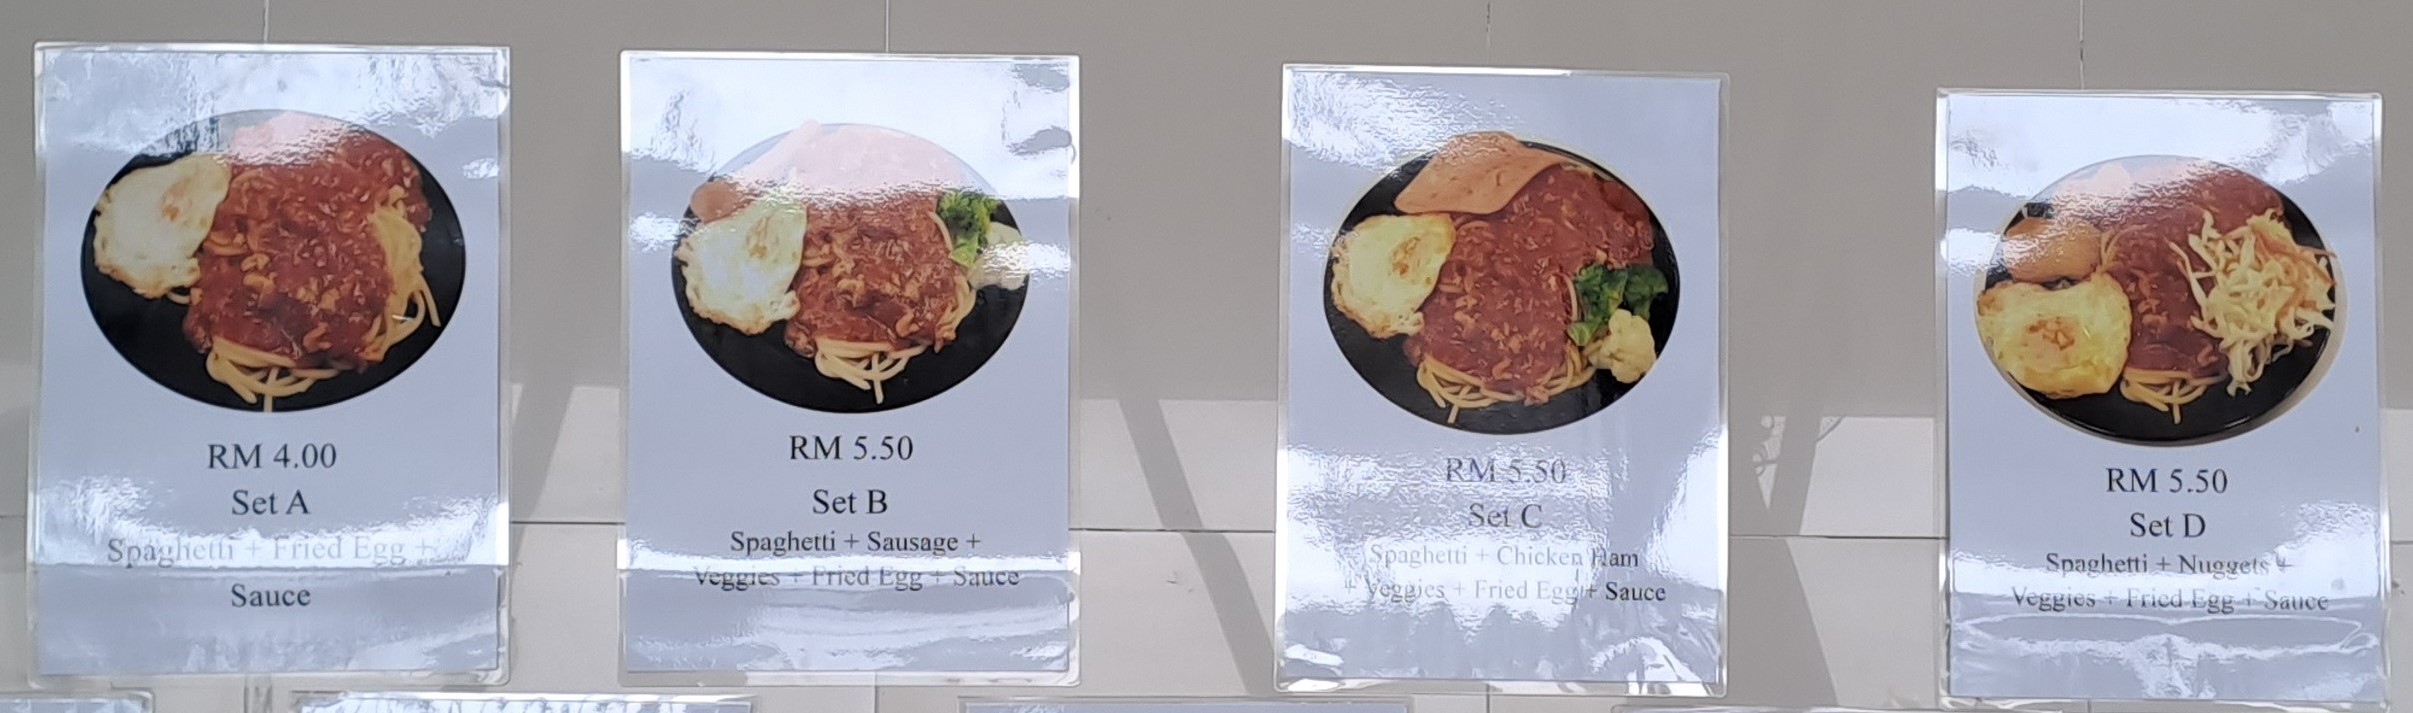 RM 4.00
Set A
Spaghetti + Fried Egg +
Sauce
RM 5.50
Set B
Spaghetti + Sausage +
Veggies + Fried Egg + Sauce
RM 5.50
Set C
Spaghetti + Chicken Ham
+ Veggies + Fried Egg + Sauce
RM 5.50
Set D
Spaghetti + Nuggets +
Veggies + Fried Egg + Sauce